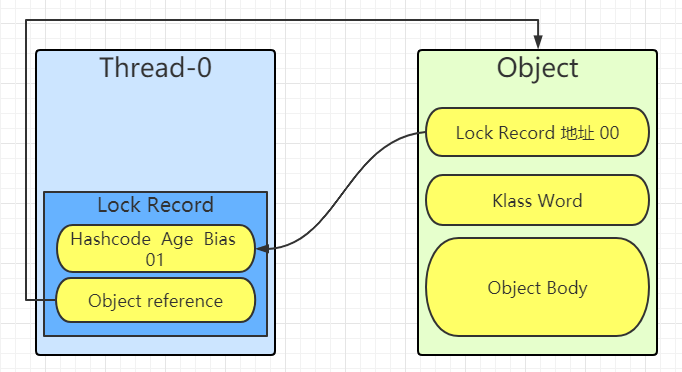 Thread-0
Lock Record
Hashcode Age Bias
01
Object reference
Object
Lock Record 地址 00
Klass Word
Object Body